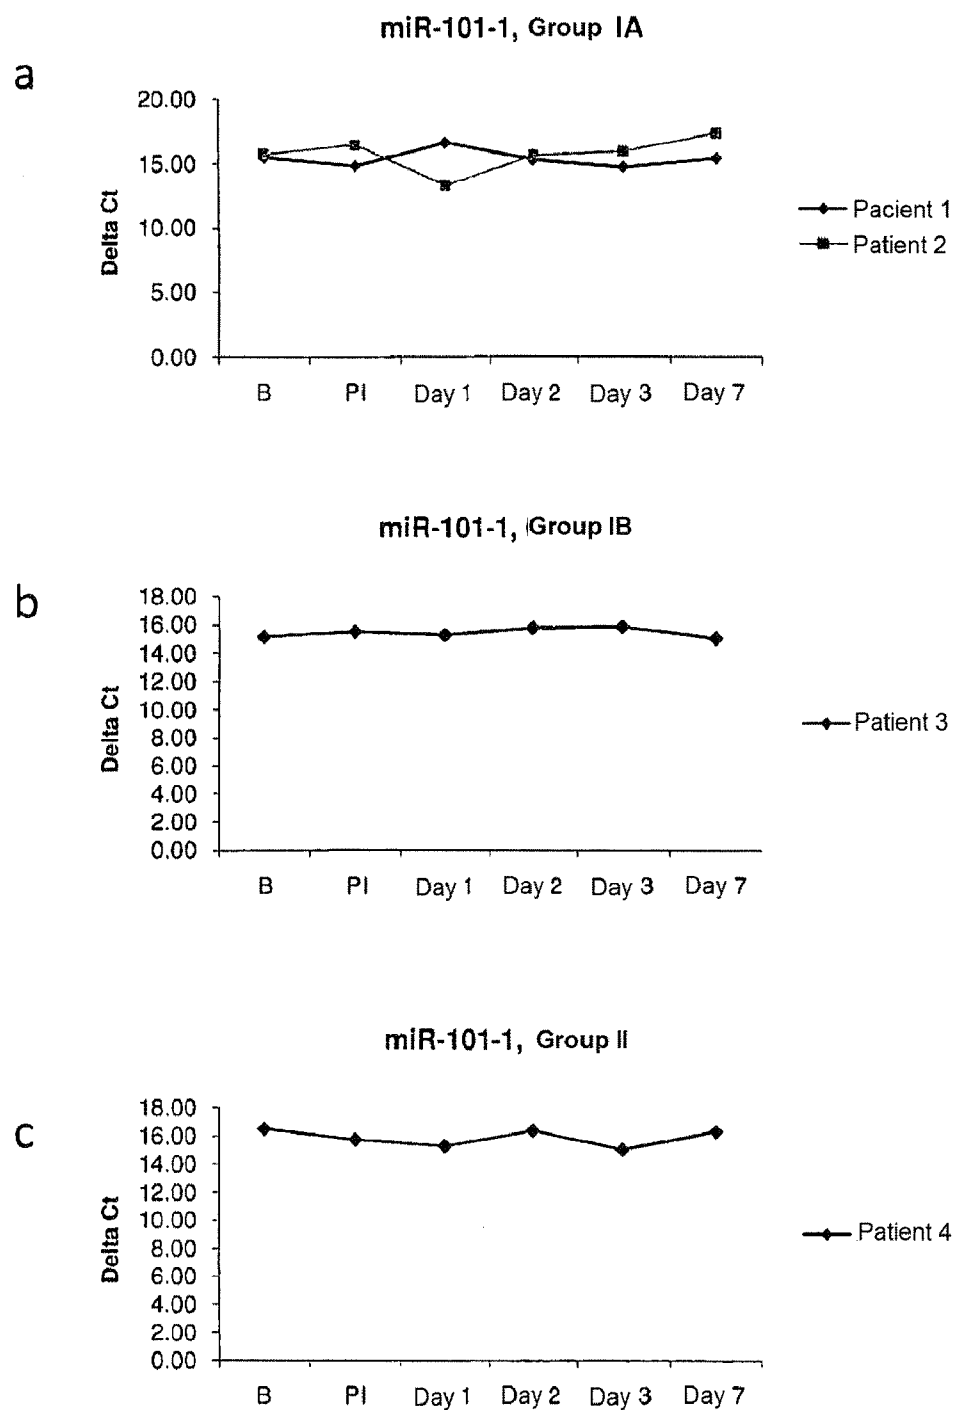 miR-101-1, Group IA
a
20.00
15.00
10.00
5.00
0.00
Delta Ct
B PI Day 1 Day 2 Day 3 Day 7
Pacient 1
Patient 2
miR-101-1, Group IB
b
18.00
16.00
14.00
12.00
10.00
8.00
6.00
4.00
2.00
0.00
Delta Ct
B PI Day 1 Day 2 Day 3 Day 7
Patient 3
miR-101-1, Group II
c
18.00
16.00
14.00
12.00
10.00
8.00
6.00
4.00
2.00
0.00
Delta Ct
B PI Day 1 Day 2 Day 3 Day 7
Patient 4